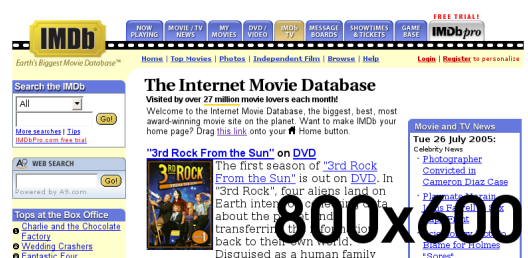 FREE TRIAL!
IMDb
Earth's Biggest Movie Database™
NOW PLAYING
MOVIE / TV NEWS
MY MOVIES
DVD / VIDEO
IMDb TV
MESSAGE BOARDS
SHOWTIMES & TICKETS
GAME BASE
IMDbpro
Home | Top Movies | Photos | Independent Film | Browse | Help
Login | Register to personalize
Search the IMDb
All
Go!
More searches | Tips
IMDbPro.com free trial
A9 WEB SEARCH
Go!
Powered by A9.com
Tops at the Box Office
Charlie and the Chocolate
Factory
Wedding Crashers
Fantastic Four
The Internet Movie Database
Visited by over 27 million movie lovers each month!
Welcome to the Internet Movie Database, the biggest, best, most
award-winning movie site on the planet. Want to make IMDb your
home page? Drag this link onto your Home button.
"3rd Rock From the Sun" on DVD
3RD ROCK
The first season of "3rd Rock
From the Sun" is out on DVD. In
"3rd Rock", four aliens land on
Earth
about the
transferring
back to their own world.
Disguised as a human family
Movie and TV News
Tue 26 July 2005:
Celebrity News
Photographer
Convicted in
Cameron Diaz Case
Blame for Holmes
"Sores"
800x600